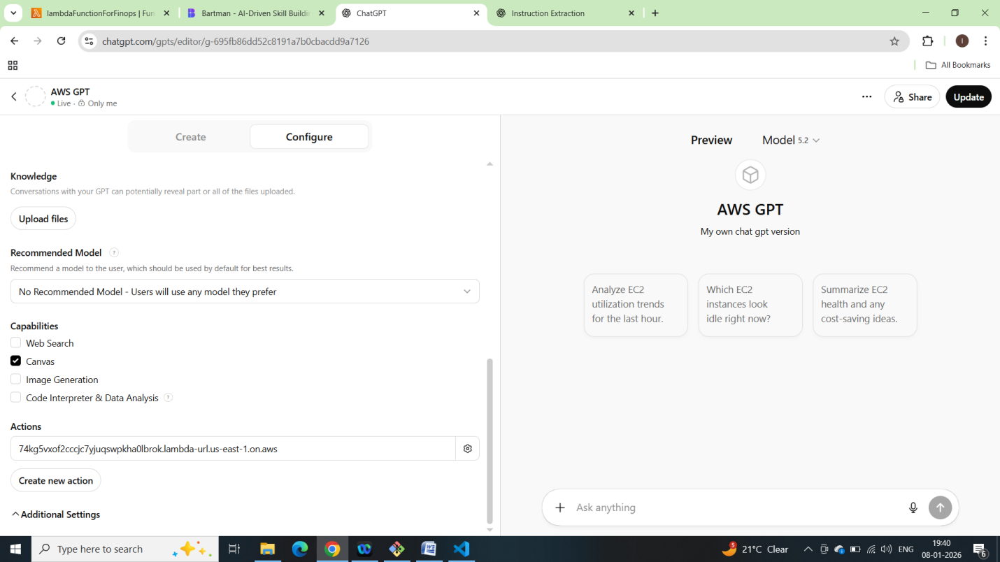 lambdaFunctionForFinops | Fun
Bartman - AI-Driven Skill Buildin
ChatGPT
Instruction Extraction
chatgpt.com/gpts/editor/g-695fb86dd52c8191a7b0cbacdd9a7126
I
All Bookmarks
AWS GPT
Live · Only me
Share
Update
Create
Configure
Knowledge
Conversations with your GPT can potentially reveal part or all of the files uploaded.
Upload files
Recommended Model ?
Recommend a model to the user, which should be used by default for best results.
No Recommended Model - Users will use any model they prefer
Capabilities
Web Search
Canvas
Image Generation
Code Interpreter & Data Analysis ?
Actions
74kg5vxof2cccjc7yjuqswpkha0lbrok.lambda-url.us-east-1.on.aws
Create new action
Additional Settings
Preview
Model 5.2
AWS GPT
My own chat gpt version
Analyze EC2
utilization trends
for the last hour.
Which EC2
instances look
idle right now?
Summarize EC2
health and any
cost-saving ideas.
Ask anything
Type here to search
5
21°C Clear
ENG
19:40
08-01-2026
6